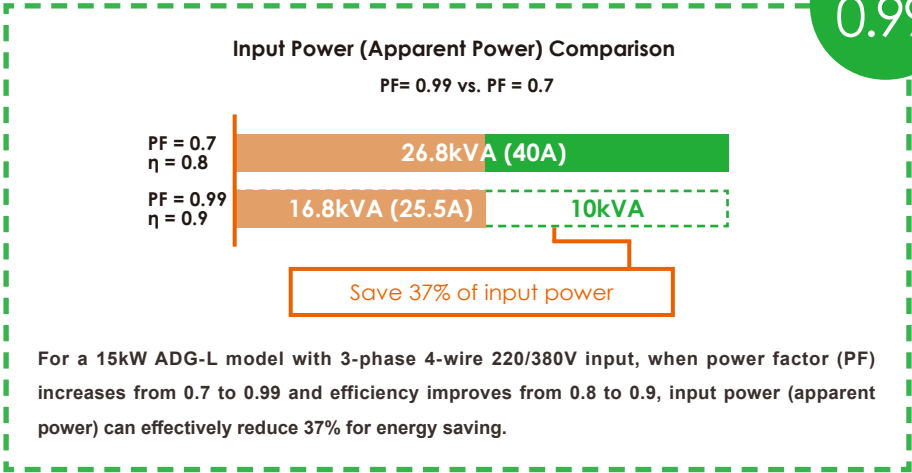 0.99
Input Power (Apparent Power) Comparison
PF= 0.99 vs. PF = 0.7
PF = 0.7
η = 0.8
26.8kVA (40A)
PF = 0.99
η = 0.9
16.8kVA (25.5A)
10kVA
Save 37% of input power
For a 15kW ADG-L model with 3-phase 4-wire 220/380V input, when power factor (PF)
increases from 0.7 to 0.99 and efficiency improves from 0.8 to 0.9, input power (apparent
power) can effectively reduce 37% for energy saving.